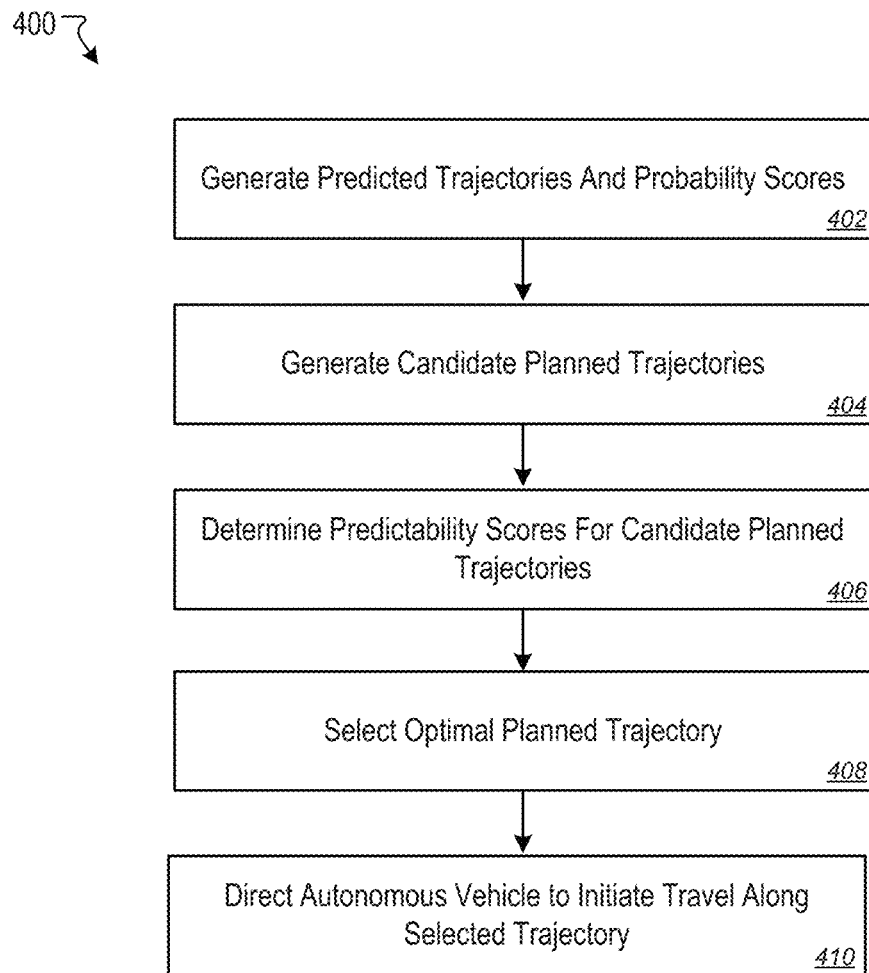 400
Generate Predicted Trajectories And Probability Scores
402
Generate Candidate Planned Trajectories
404
Determine Predictability Scores For Candidate Planned
Trajectories
406
Select Optimal Planned Trajectory
408
Direct Autonomous Vehicle to Initiate Travel Along
Selected Trajectory
410